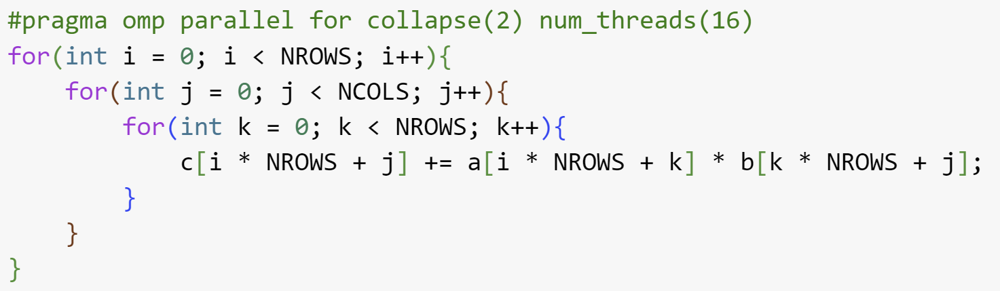 #pragma omp parallel for collapse(2) num_threads(16)
for(int i = 0; i < NROWS; i++){
    for(int j = 0; j < NCOLS; j++){
        for(int k = 0; k < NROWS; k++){
            c[i * NROWS + j] += a[i * NROWS + k] * b[k * NROWS + j];
        }
    }
}